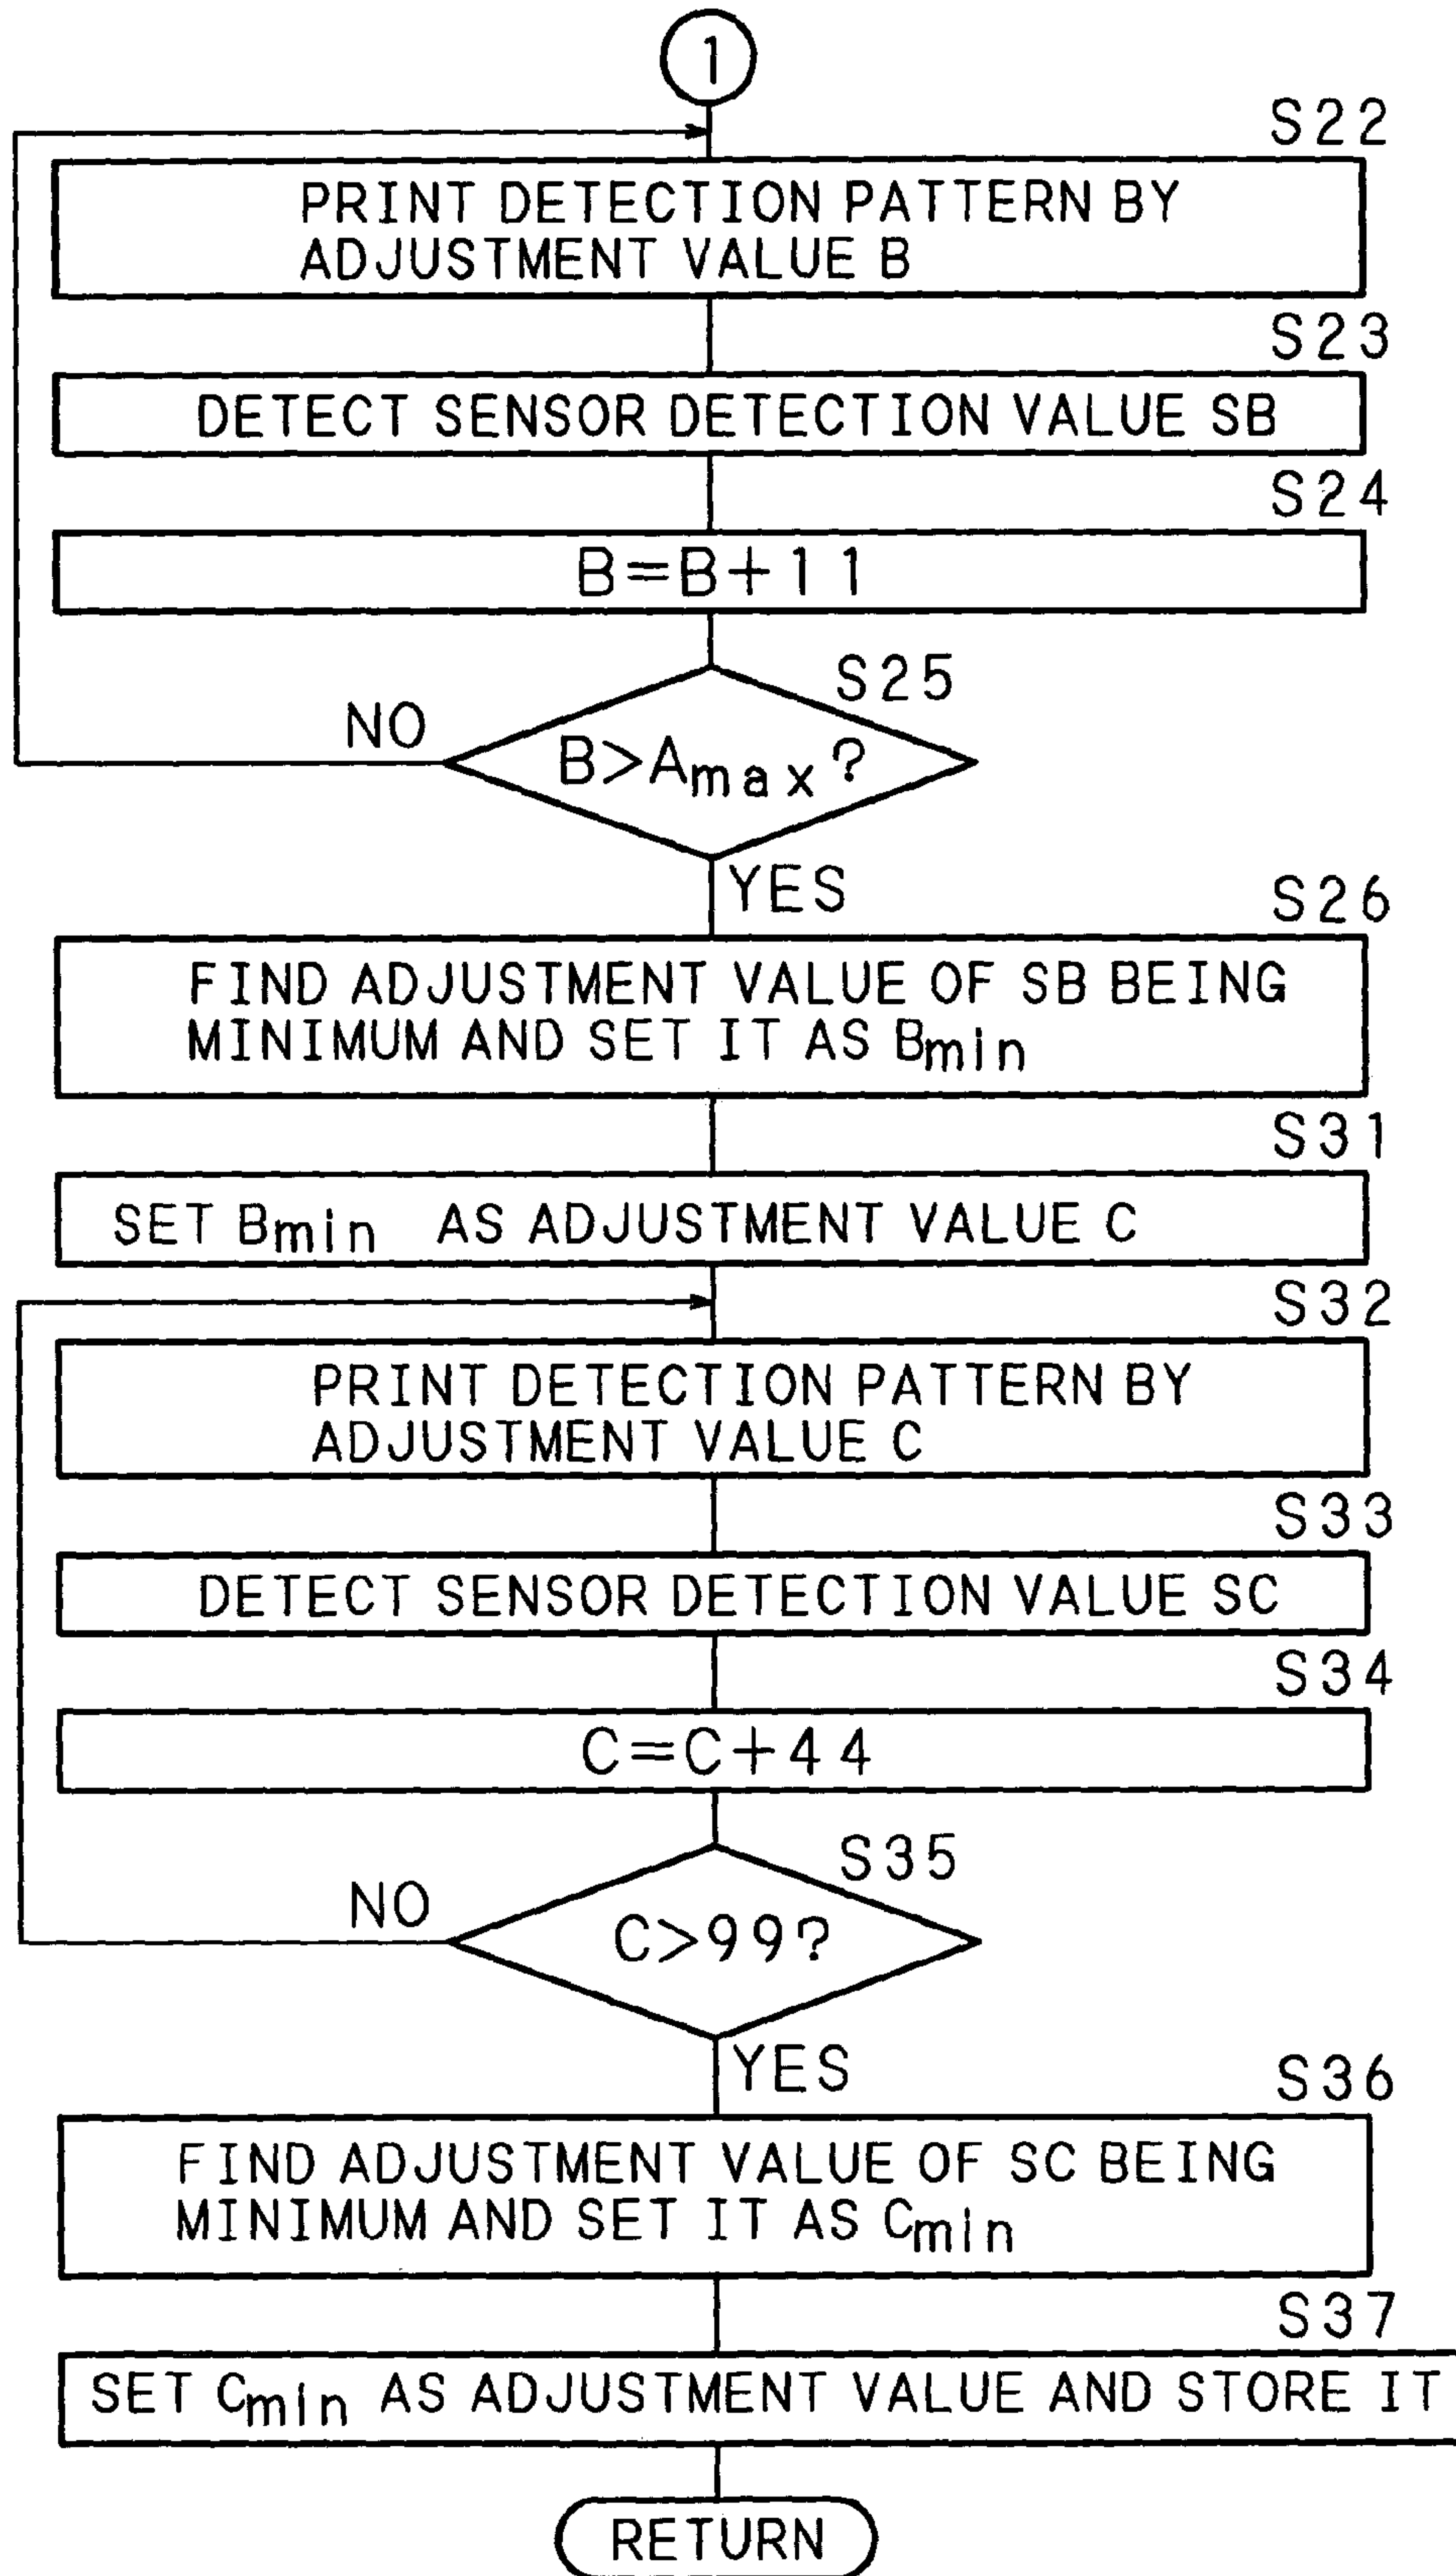 1
S22
PRINT DETECTION PATTERN BY
ADJUSTMENT VALUE B
S23
DETECT SENSOR DETECTION VALUE SB
S24
B=B+11
S25
NO
B>Amax?
YES
S26
FIND ADJUSTMENT VALUE OF SB BEING
MINIMUM AND SET IT AS Bmin
S31
SET Bmin AS ADJUSTMENT VALUE C
S32
PRINT DETECTION PATTERN BY
ADJUSTMENT VALUE C
S33
DETECT SENSOR DETECTION VALUE SC
S34
C=C+44
S35
NO
C>99?
YES
S36
FIND ADJUSTMENT VALUE OF SC BEING
MINIMUM AND SET IT AS Cmin
S37
SET Cmin AS ADJUSTMENT VALUE AND STORE IT
RETURN